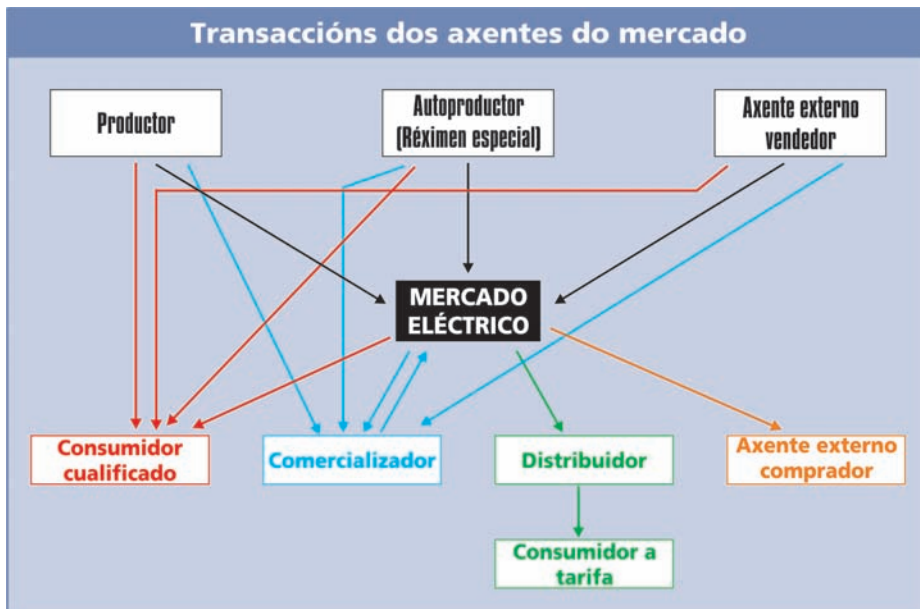 Transaccións dos axentes do mercado
Productor
Autoproductor
(Réximen especial)
Axente externo
vendedor
MERCADO
ELÉCTRICO
Consumidor
cualificado
Comercializador
Distribuidor
Axente externo
comprador
Consumidor a
tarifa